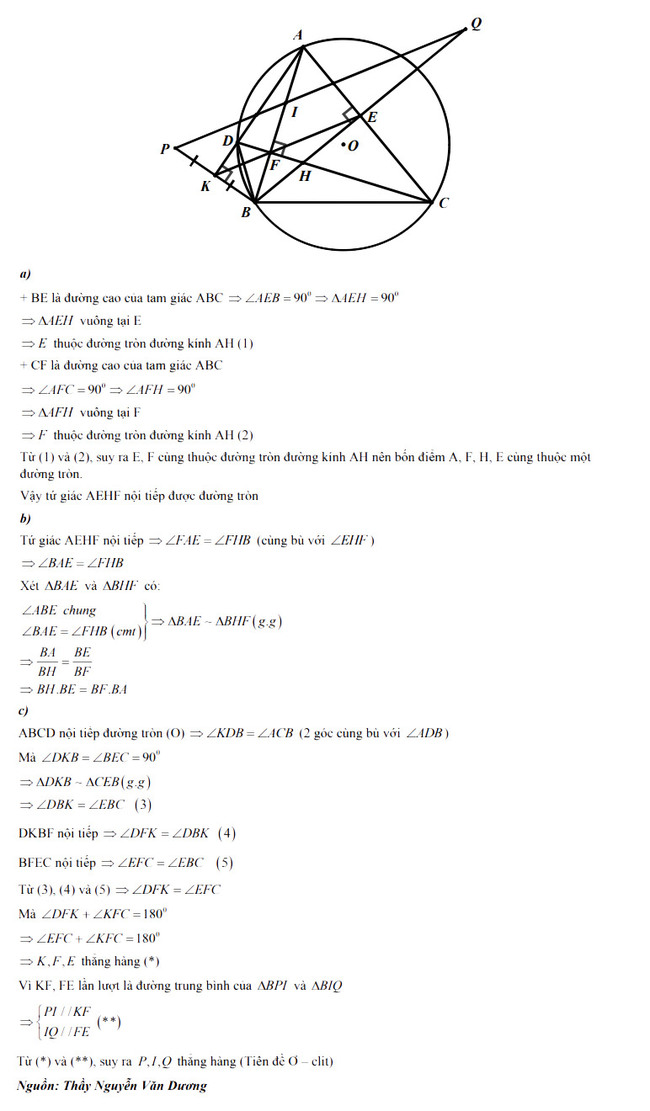 Q
A
I
E
D
P
O
F
H
K
B
C
a)
+ BE là đường cao của tam giác ABC ⇒ ∠AEB = 90⁰ ⇒ ΔAEH = 90⁰
⇒ ΔAEH vuông tại E
⇒ E thuộc đường tròn đường kính AH (1)
+ CF là đường cao của tam giác ABC
⇒ ∠AFC = 90⁰ ⇒ ∠AFH = 90⁰
⇒ ΔAFH vuông tại F
⇒ F thuộc đường tròn đường kính AH (2)
Từ (1) và (2), suy ra E, F cùng thuộc đường tròn đường kính AH nên bốn điểm A, F, H, E cùng thuộc một
đường tròn.
Vậy tứ giác AEHF nội tiếp được đường tròn
b)
Tứ giác AEHF nội tiếp ⇒ ∠FAE = ∠FHB (cùng bù với ∠EHF )
⇒ ∠BAE = ∠FHB
Xét ΔBAE và ΔBHF có:
∠ABE chung
∠BAE = ∠FHB (cmt) } ⇒ ΔBAE ~ ΔBHF (g.g)
⇒ BA/BH = BE/BF
⇒ BH.BE = BF.BA
c)
ABCD nội tiếp đường tròn (O) ⇒ ∠KDB = ∠ACB (2 góc cùng bù với ∠ADB )
Mà ∠DKB = ∠BEC = 90⁰
⇒ ΔDKB ~ ΔCEB (g.g)
⇒ ∠DBK = ∠EBC (3)
DKBF nội tiếp ⇒ ∠DFK = ∠DBK (4)
BFEC nội tiếp ⇒ ∠EFC = ∠EBC (5)
Từ (3), (4) và (5) ⇒ ∠DFK = ∠EFC
Mà ∠DFK + ∠KFC = 180⁰
⇒ ∠EFC + ∠KFC = 180⁰
⇒ K, F, E thẳng hàng (*)
Vì KF, FE lần lượt là đường trung bình của ΔBPI và ΔBIQ
⇒ { PI // KF
IQ // FE (**)
Từ (*) và (**), suy ra P, I, Q thẳng hàng (Tiên đề Ơ – clit)
Nguồn: Thầy Nguyễn Văn Dương